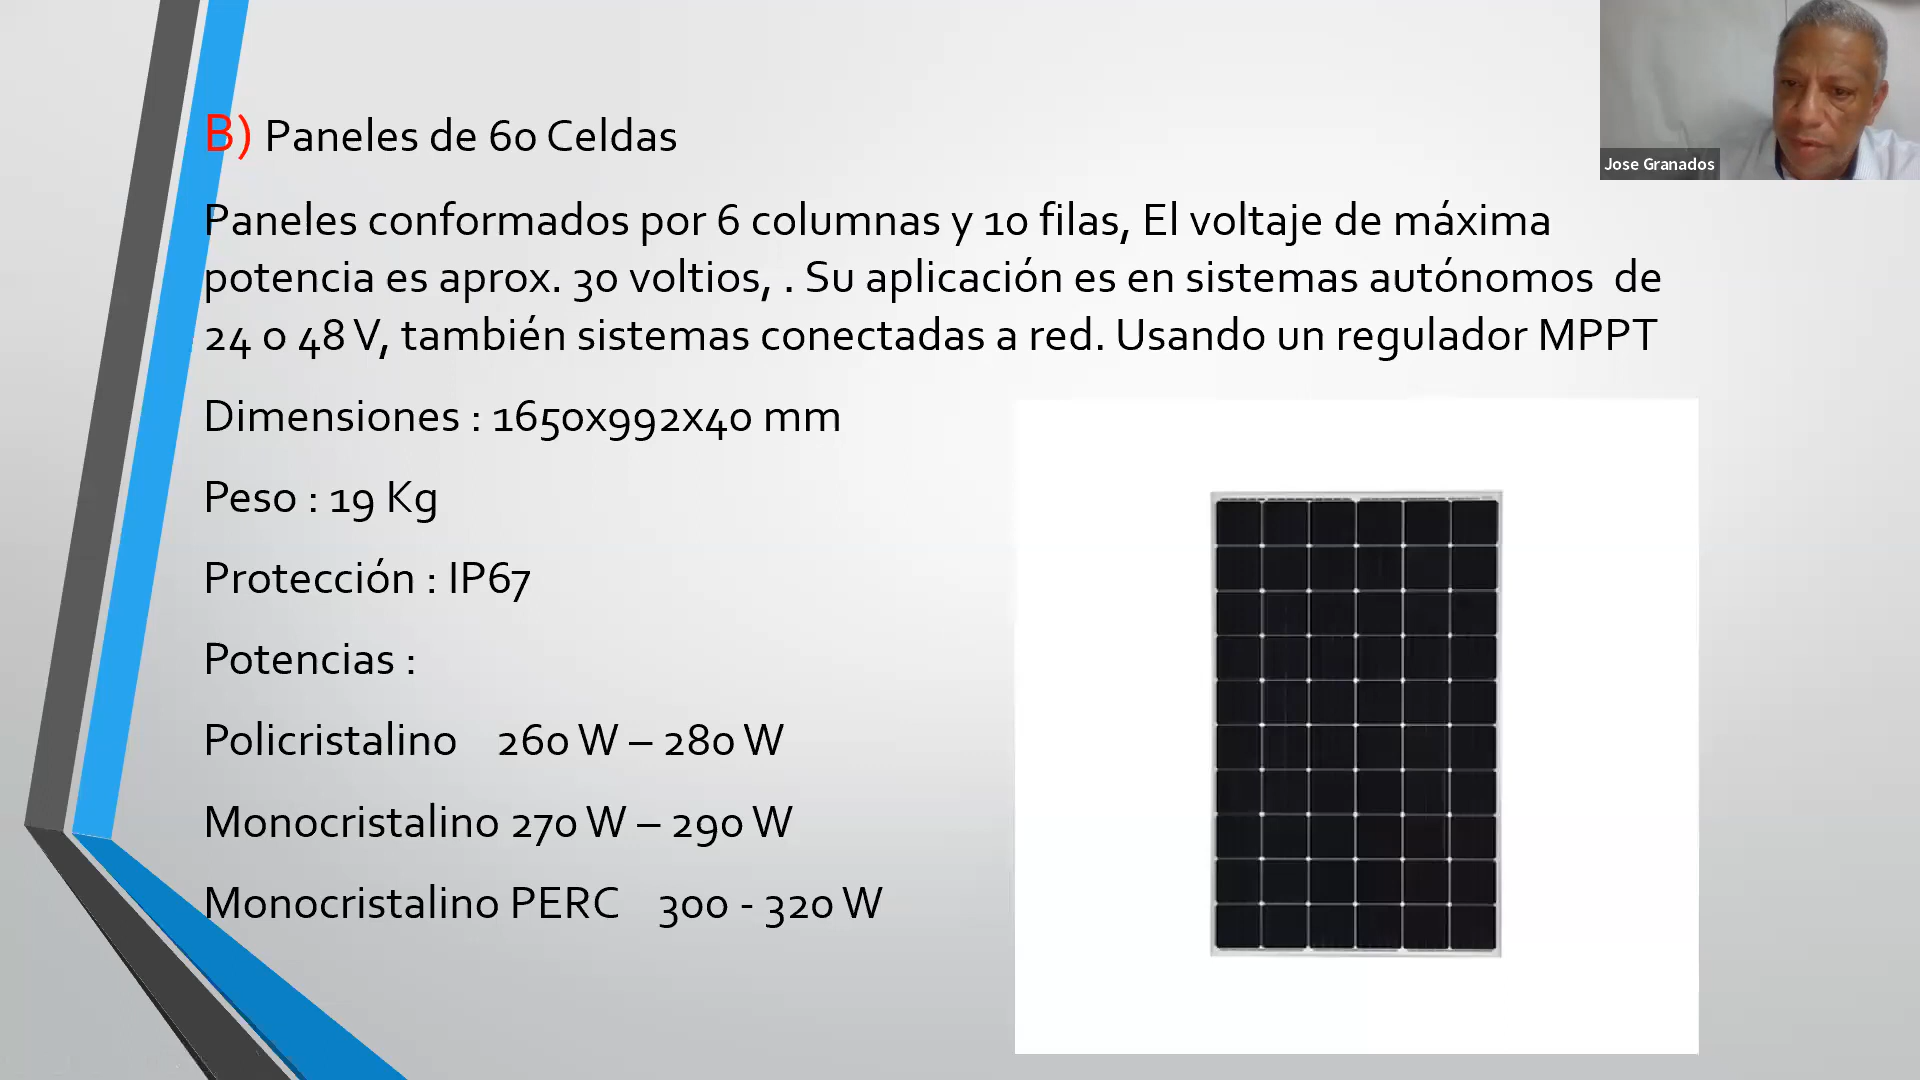 B) Paneles de 60 Celdas
Paneles conformados por 6 columnas y 10 filas, El voltaje de máxima
potencia es aprox. 30 voltios, . Su aplicación es en sistemas autónomos  de
24 o 48 V, también sistemas conectadas a red. Usando un regulador MPPT
Dimensiones : 1650x992x40 mm
Peso : 19 Kg
Protección : IP67
Potencias :
Policristalino    260 W – 280 W
Monocristalino 270 W – 290 W
Monocristalino PERC    300 - 320 W
Jose Granados